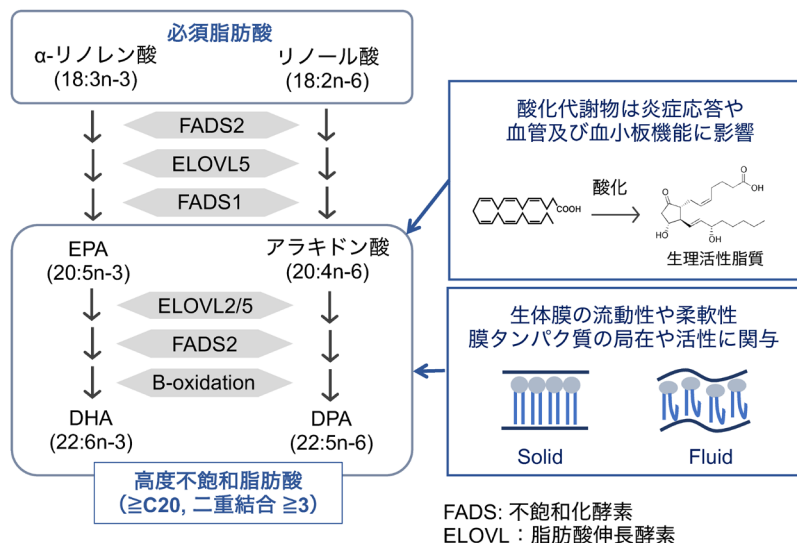 必須脂肪酸
α-リノレン酸
(18:3n-3)
リノール酸
(18:2n-6)
FADS2
ELOVL5
FADS1
EPA
(20:5n-3)
アラキドン酸
(20:4n-6)
ELOVL2/5
FADS2
B-oxidation
DHA
(22:6n-3)
DPA
(22:5n-6)
高度不飽和脂肪酸
(≧C20, 二重結合 ≧3)
酸化代謝物は炎症応答や
血管及び血小板機能に影響
COOH
酸化
O
O
OH
HO
OH
生理活性脂質
生体膜の流動性や柔軟性
膜タンパク質の局在や活性に関与
Solid
Fluid
FADS: 不飽和化酵素
ELOVL：脂肪酸伸長酵素